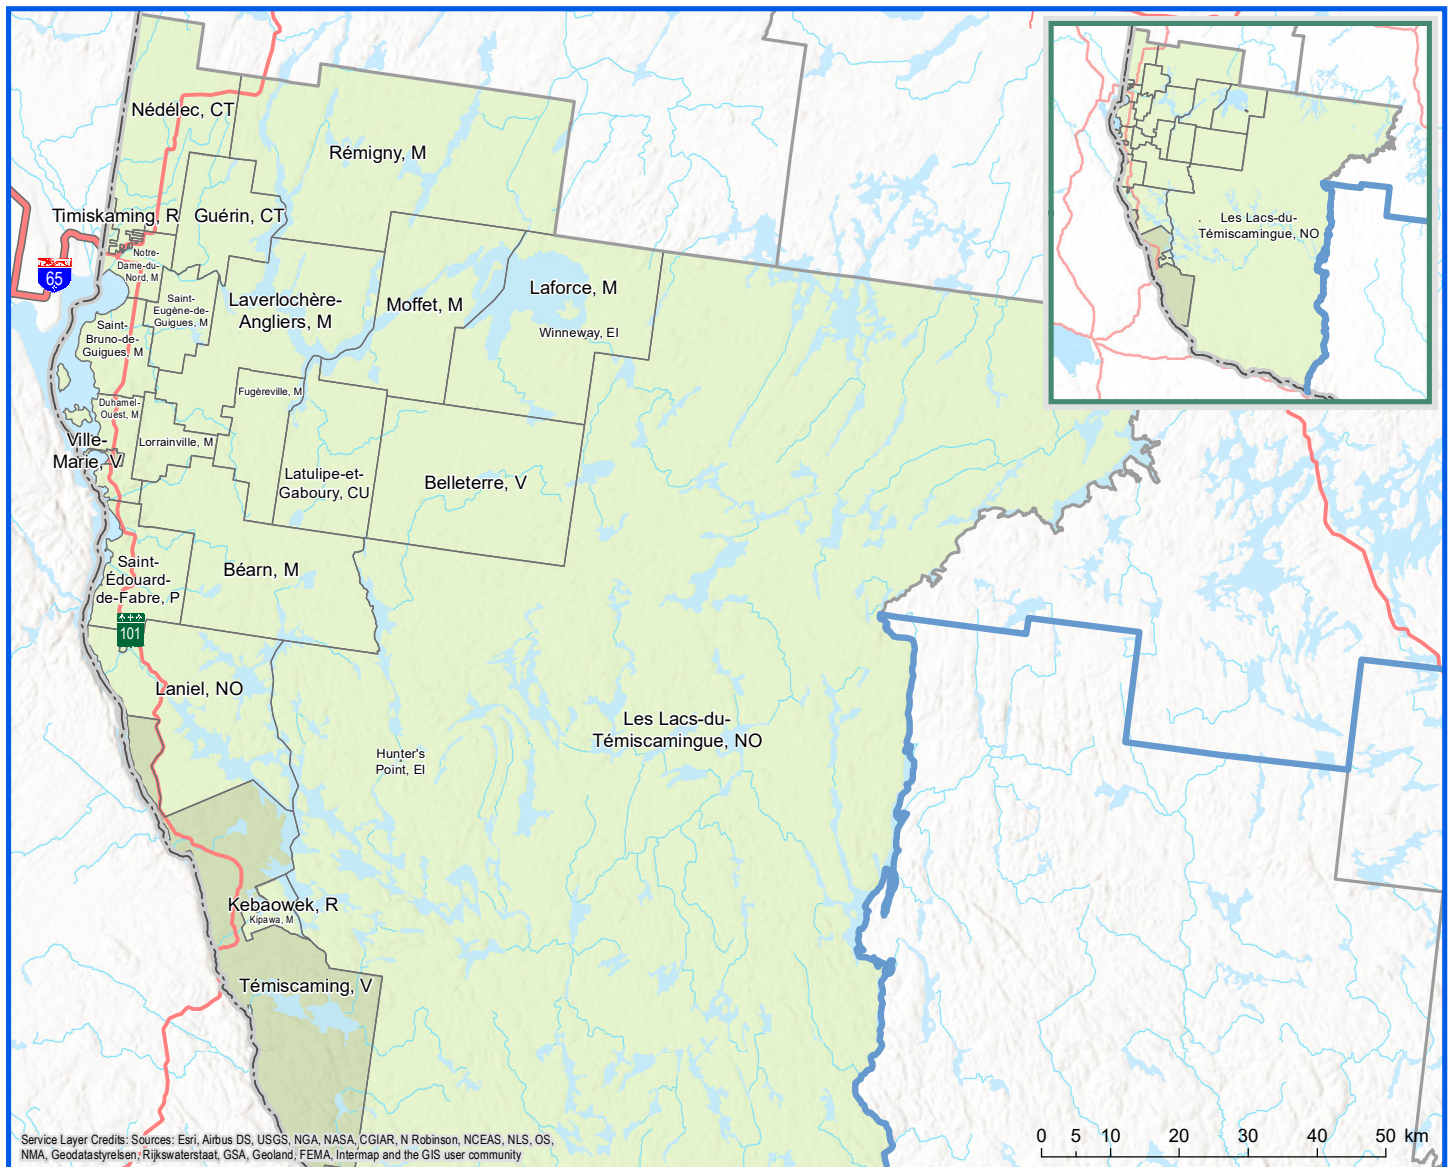 Nédélec, CT
Rémigny, M
Timiskaming, R
Guérin, CT
Notre-
Dame-du-
Nord, M
65
Saint-
Eugène-de-
Guigues, M
Laverlochère-
Angliers, M
Moffet, M
Laforce, M
Winneway, EI
Saint-
Bruno-de-
Guigues, M
Fugèreville, M
Duhamel-
Ouest, M
Ville-
Marie, V
Lorrainville, M
Latulipe-et-
Gaboury, CU
Belleterre, V
Saint-
Édouard-
de-Fabre, P
Béarn, M
101
Laniel, NO
Les Lacs-du-
Témiscamingue, NO
Hunter's
Point, EI
Kebaowek, R
Kipawa, M
Témiscaming, V
Les Lacs-du-
Témiscamingue, NO
Service Layer Credits: Sources: Esri, Airbus DS, USGS, NGA, NASA, CGIAR, N Robinson, NCEAS, NLS, OS,
NMA, Geodatastyrelsen, Rijkswaterstaat, GSA, Geoland, FEMA, Intermap and the GIS user community
0 5 10 20 30 40 50 km